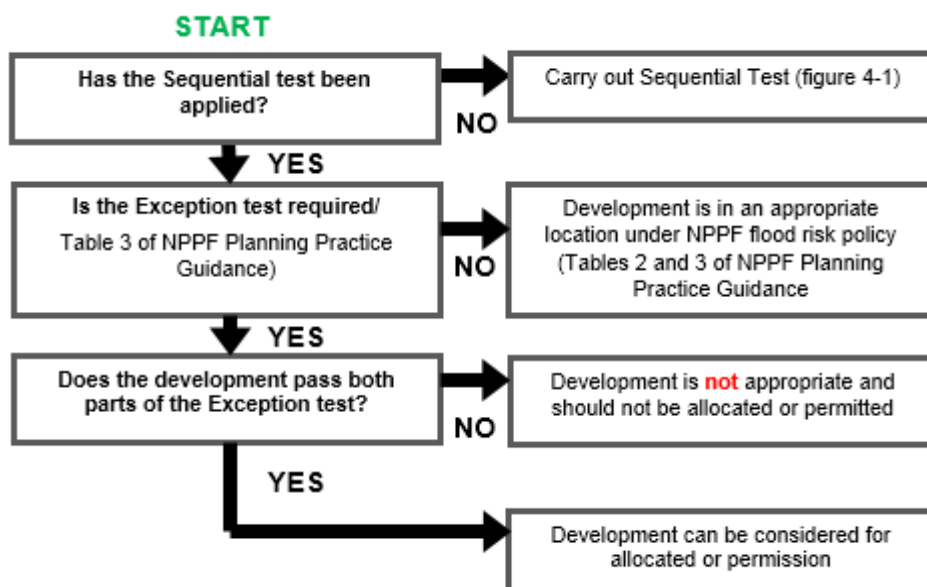 START
Has the Sequential test been
applied?
Carry out Sequential Test (figure 4-1)
NO
YES
Is the Exception test required/
Table 3 of NPPF Planning Practice
Guidance)
Development is in an appropriate
location under NPPF flood risk policy
(Tables 2 and 3 of NPPF Planning
Practice Guidance
NO
YES
Does the development pass both
parts of the Exception test?
Development is not appropriate and
should not be allocated or permitted
NO
YES
Development can be considered for
allocated or permission